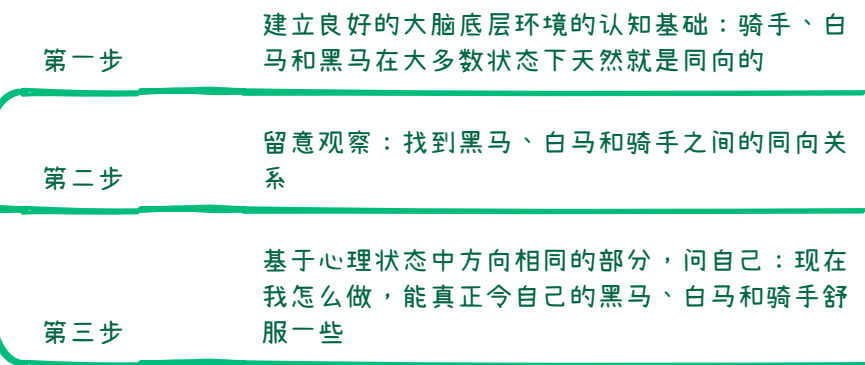 第一步
建立良好的大脑底层环境的认知基础：骑手、白
马和黑马在大多数状态下天然就是同向的
第二步
留意观察：找到黑马、白马和骑手之间的同向关
系
第三步
基于心理状态中方向相同的部分，问自己：现在
我怎么做，能真正令自己的黑马、白马和骑手舒
服一些